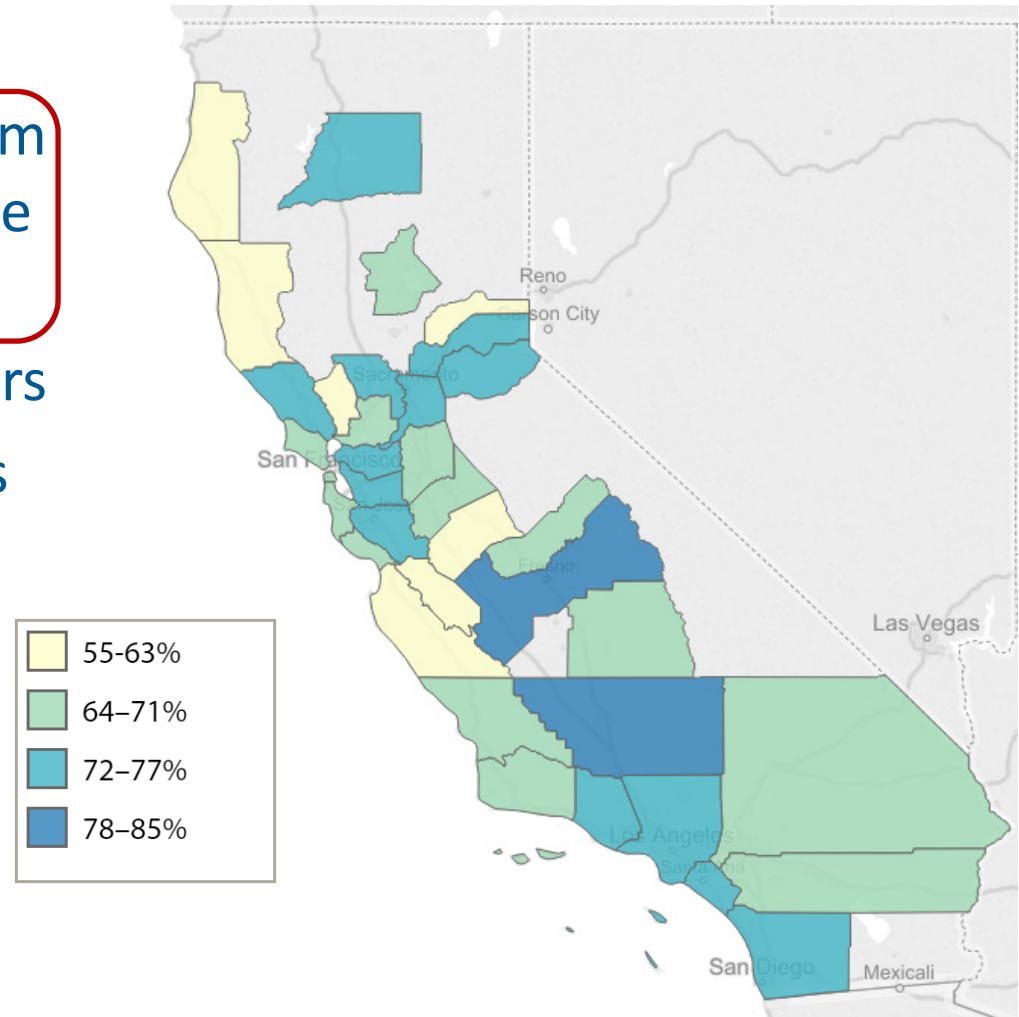 m
e
rs
s
Reno
Carson City
Sacramento
San Francisco
San Jose
Fresno
Las Vegas
55-63%
64–71%
72–77%
78–85%
Los Angeles
Santa Ana
San Diego
Mexicali